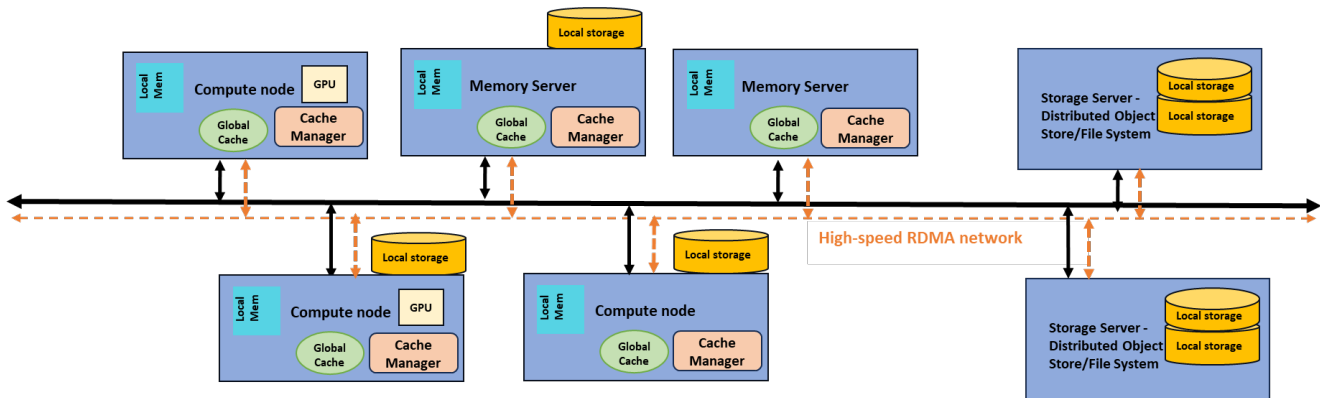 Local storage
Local
Mem
Compute node
GPU
Global
Cache
Cache
Manager
Local
Mem
Memory Server
Global
Cache
Cache
Manager
Local
Mem
Memory Server
Global
Cache
Cache
Manager
Storage Server -
Distributed Object
Store/File System
Local storage
Local storage
High-speed RDMA network
Local storage
Local
Mem
Compute node
GPU
Global
Cache
Cache
Manager
Local storage
Local
Mem
Compute node
Global
Cache
Cache
Manager
Storage Server -
Distributed Object
Store/File System
Local storage
Local storage